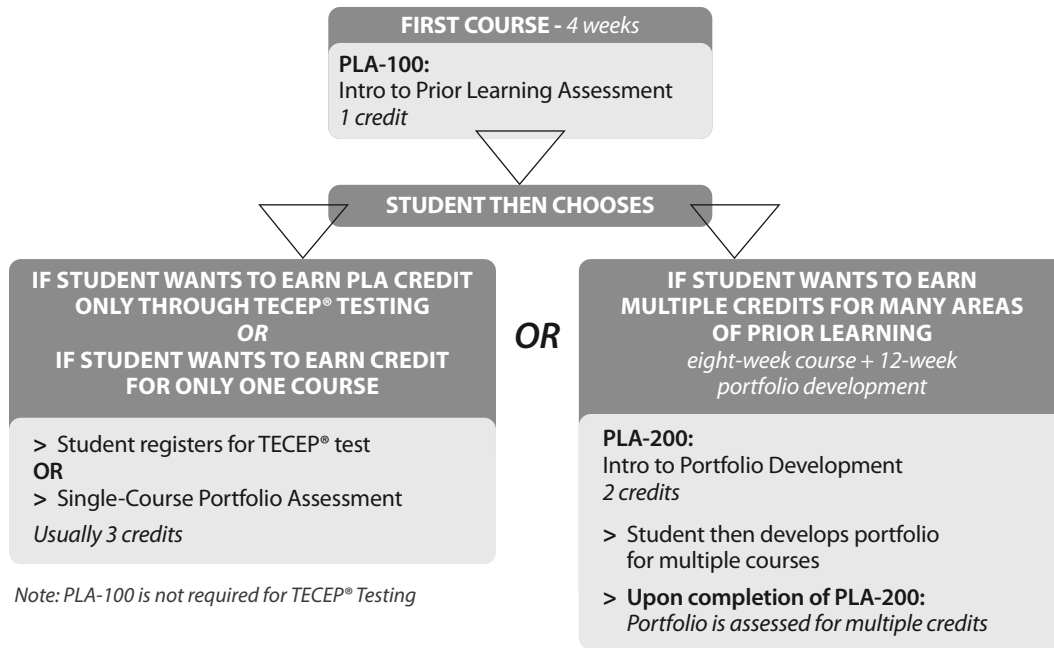 FIRST COURSE - 4 weeks
PLA-100:
Intro to Prior Learning Assessment
1 credit
STUDENT THEN CHOOSES
IF STUDENT WANTS TO EARN PLA CREDIT
ONLY THROUGH TECEP® TESTING
OR
IF STUDENT WANTS TO EARN CREDIT
FOR ONLY ONE COURSE
> Student registers for TECEP® test
OR
> Single-Course Portfolio Assessment
Usually 3 credits
Note: PLA-100 is not required for TECEP® Testing
OR
IF STUDENT WANTS TO EARN
MULTIPLE CREDITS FOR MANY AREAS
OF PRIOR LEARNING
eight-week course + 12-week
portfolio development
PLA-200:
Intro to Portfolio Development
2 credits
> Student then develops portfolio
for multiple courses
> Upon completion of PLA-200:
Portfolio is assessed for multiple credits